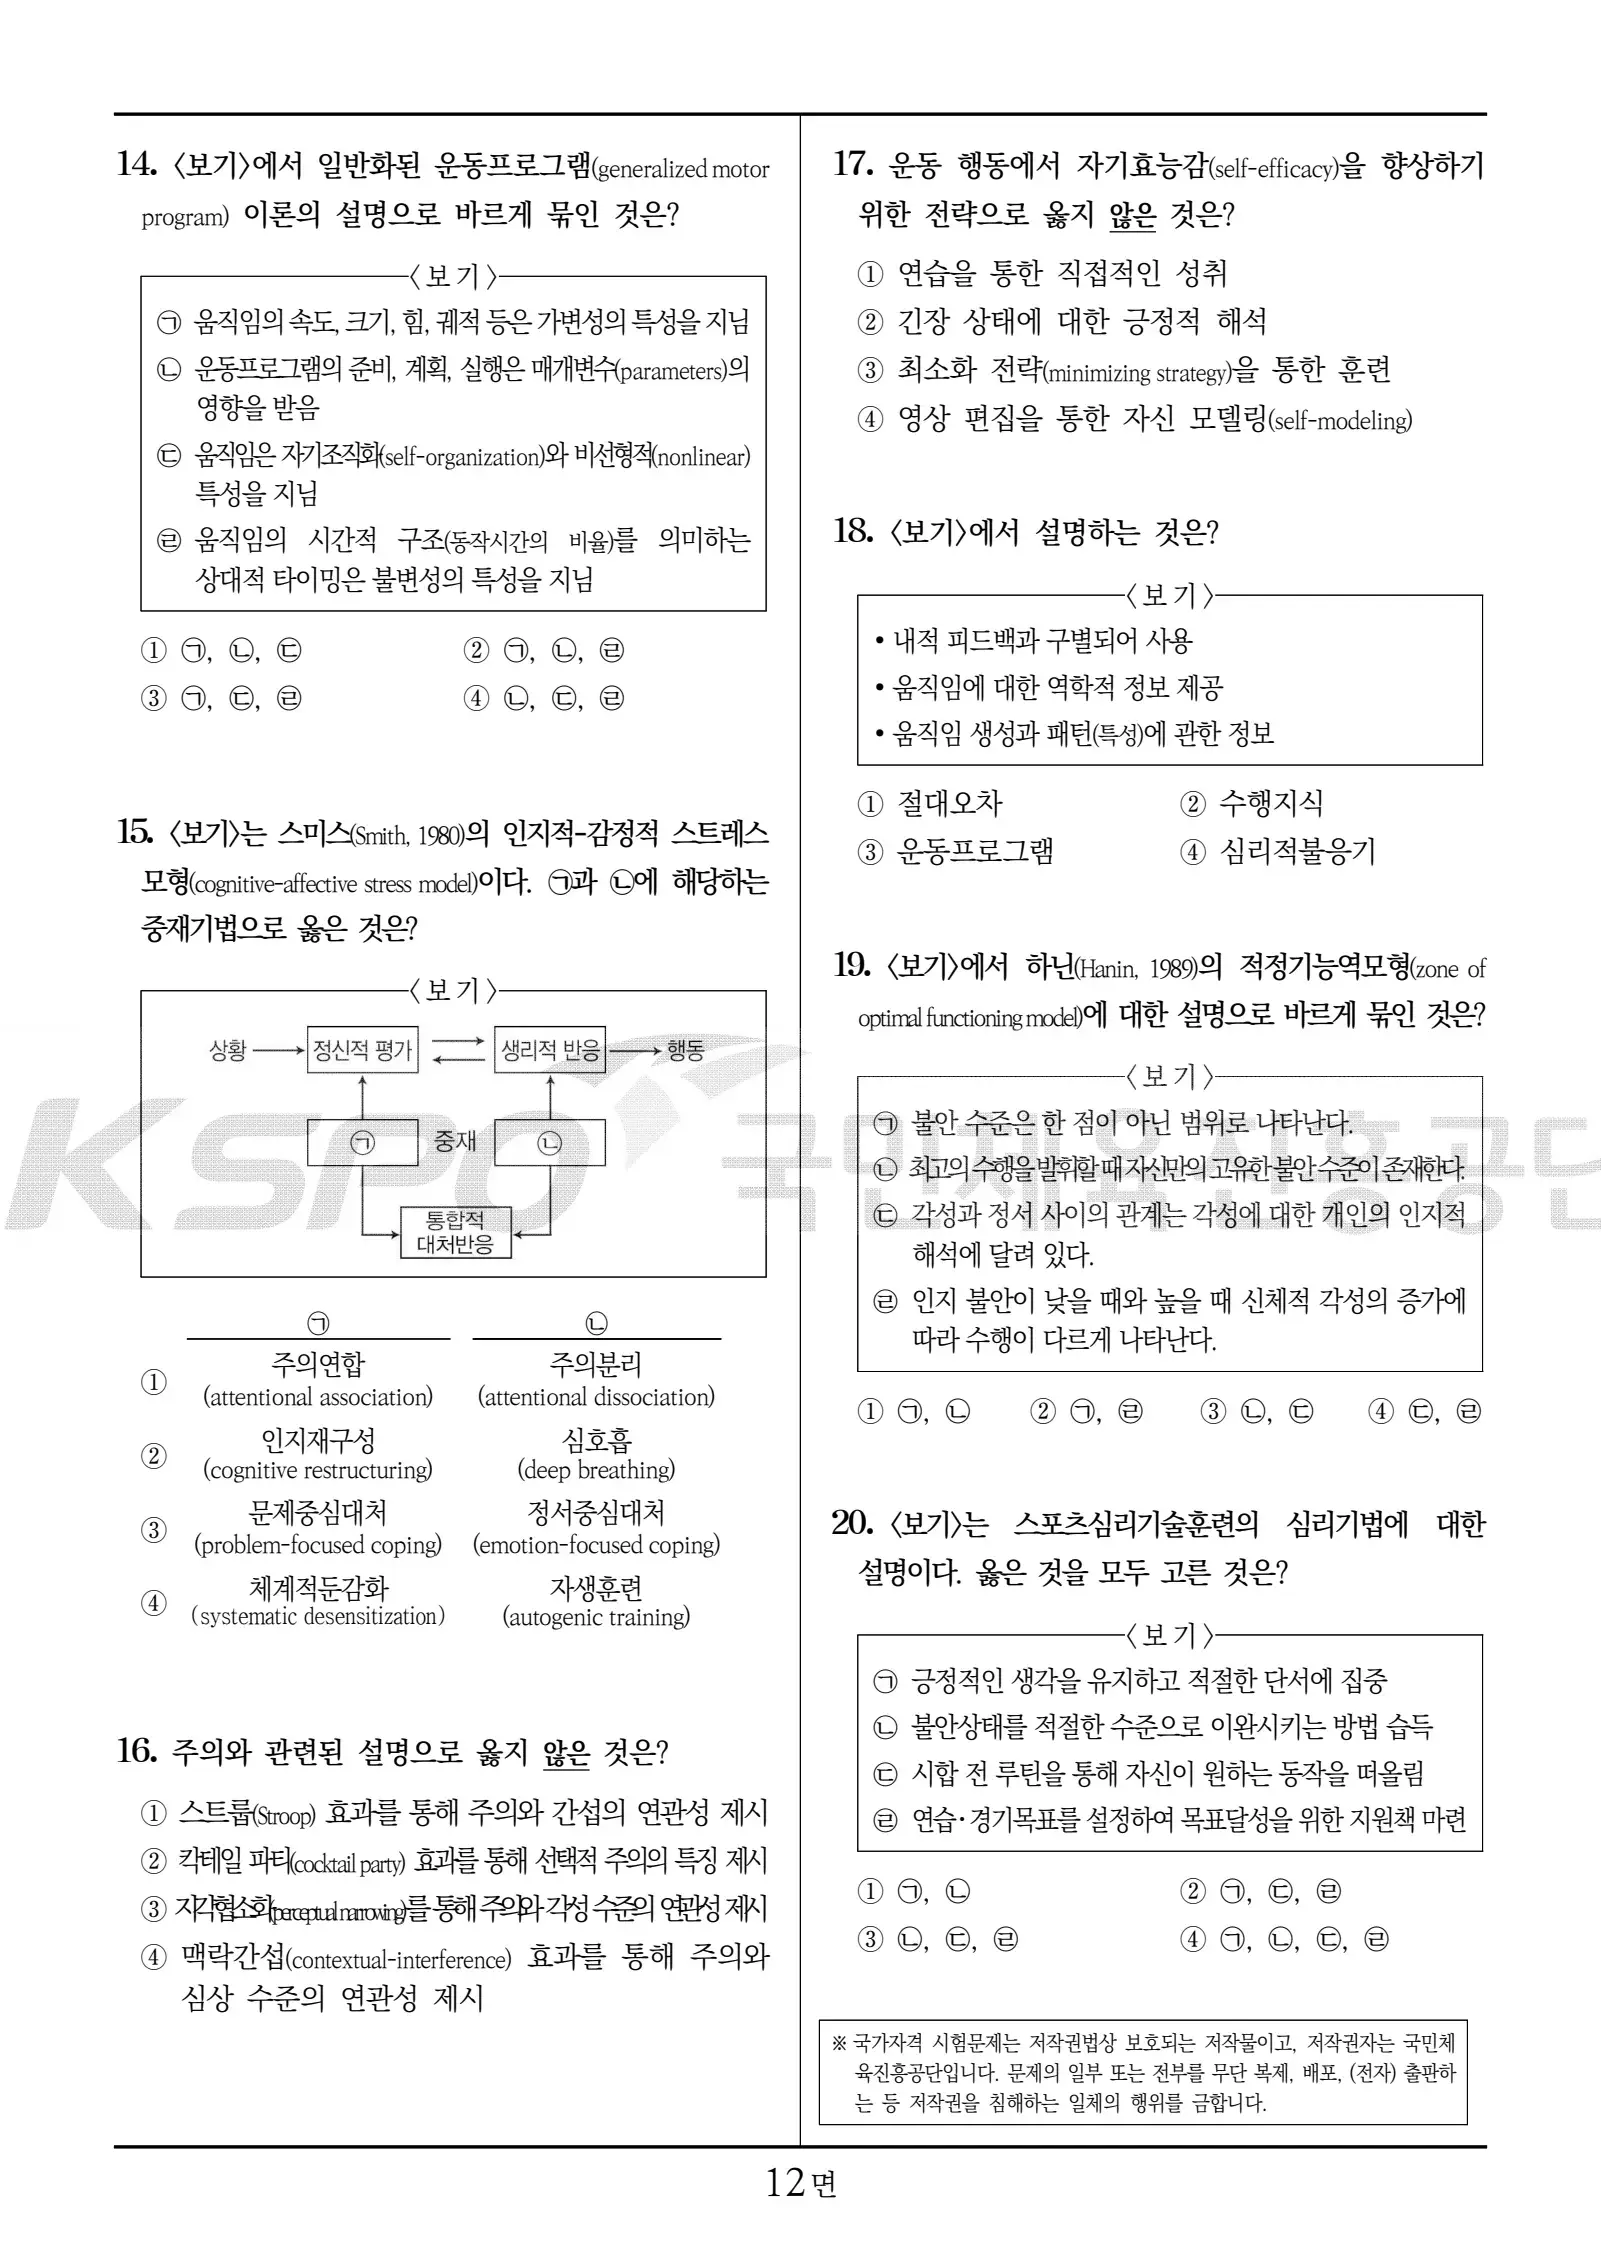 14. 〈보기〉에서 일반화된 운동프로그램(generalized motor
program) 이론의 설명으로 바르게 묶인 것은?
〈보기〉
㉠ 움직임의 속도, 크기, 힘, 궤적 등은 가변성의 특성을 지님
㉡ 운동프로그램의 준비, 계획, 실행은 매개변수(parameters)의
영향을 받음
㉢ 움직임은 자기조직화(self-organization)와 비선형적(nonlinear)
특성을 지님
㉣ 움직임의 시간적 구조(동작시간의 비율)를 의미하는
상대적 타이밍은 불변성의 특성을 지님
① ㉠, ㉡, ㉢ ② ㉠, ㉡, ㉣
③ ㉠, ㉢, ㉣ ④ ㉡, ㉢, ㉣
15. 〈보기〉는 스미스(Smith, 1980)의 인지적-감정적 스트레스
모형(cognitive-affective stress model)이다. ㉠과 ㉡에 해당하는
중재기법으로 옳은 것은?
〈보기〉
상황 정신적 평가 생리적 반응 행동
㉠ 중재 ㉡
통합적
대처반응
㉠ ㉡
① 주의연합 주의분리
(attentional association) (attentional dissociation)
② 인지재구성 심호흡
(cognitive restructuring) (deep breathing)
③ 문제중심대처 정서중심대처
(problem-focused coping) (emotion-focused coping)
④ 체계적둔감화 자생훈련
(systematic desensitization) (autogenic training)
16. 주의와 관련된 설명으로 옳지 않은 것은?
① 스트룹(Stroop) 효과를 통해 주의와 간섭의 연관성 제시
② 칵테일 파티(cocktail party) 효과를 통해 선택적 주의의 특징 제시
③ 지각협소화(perceptual narrowing)를 통해 주의와 각성 수준의 연관성 제시
④ 맥락간섭(contextual-interference) 효과를 통해 주의와
심상 수준의 연관성 제시
17. 운동 행동에서 자기효능감(self-efficacy)을 향상하기
위한 전략으로 옳지 않은 것은?
① 연습을 통한 직접적인 성취
② 긴장 상태에 대한 긍정적 해석
③ 최소화 전략(minimizing strategy)을 통한 훈련
④ 영상 편집을 통한 자신 모델링(self-modeling)
18. 〈보기〉에서 설명하는 것은?
〈보기〉
• 내적 피드백과 구별되어 사용
• 움직임에 대한 역학적 정보 제공
• 움직임 생성과 패턴(특성)에 관한 정보
① 절대오차 ② 수행지식
③ 운동프로그램 ④ 심리적불응기
19. 〈보기〉에서 하닌(Hanin, 1989)의 적정기능역모형(zone of
optimal functioning model)에 대한 설명으로 바르게 묶인 것은?
〈보기〉
㉠ 불안 수준은 한 점이 아닌 범위로 나타난다.
㉡ 최고의 수행을 발휘할 때 자신만의 고유한 불안 수준이 존재한다.
㉢ 각성과 정서 사이의 관계는 각성에 대한 개인의 인지적
해석에 달려 있다.
㉣ 인지 불안이 낮을 때와 높을 때 신체적 각성의 증가에
따라 수행이 다르게 나타난다.
① ㉠, ㉡ ② ㉠, ㉣ ③ ㉡, ㉢ ④ ㉢, ㉣
20. 〈보기〉는 스포츠심리기술훈련의 심리기법에 대한
설명이다. 옳은 것을 모두 고른 것은?
〈보기〉
㉠ 긍정적인 생각을 유지하고 적절한 단서에 집중
㉡ 불안상태를 적절한 수준으로 이완시키는 방법 습득
㉢ 시합 전 루틴을 통해 자신이 원하는 동작을 떠올림
㉣ 연습·경기목표를 설정하여 목표달성을 위한 지원책 마련
① ㉠, ㉡ ② ㉠, ㉢, ㉣
③ ㉡, ㉢, ㉣ ④ ㉠, ㉡, ㉢, ㉣
※ 국가자격 시험문제는 저작권법상 보호되는 저작물이고, 저작권자는 국민체
육진흥공단입니다. 문제의 일부 또는 전부를 무단 복제, 배포, (전자) 출판하
는 등 저작권을 침해하는 일체의 행위를 금합니다.
12면
KSPO 국민체육진흥공단